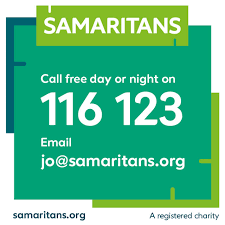 SAMARITANS
Call free day or night on
116 123
Email
jo@samaritans.org
samaritans.org
A registered charity